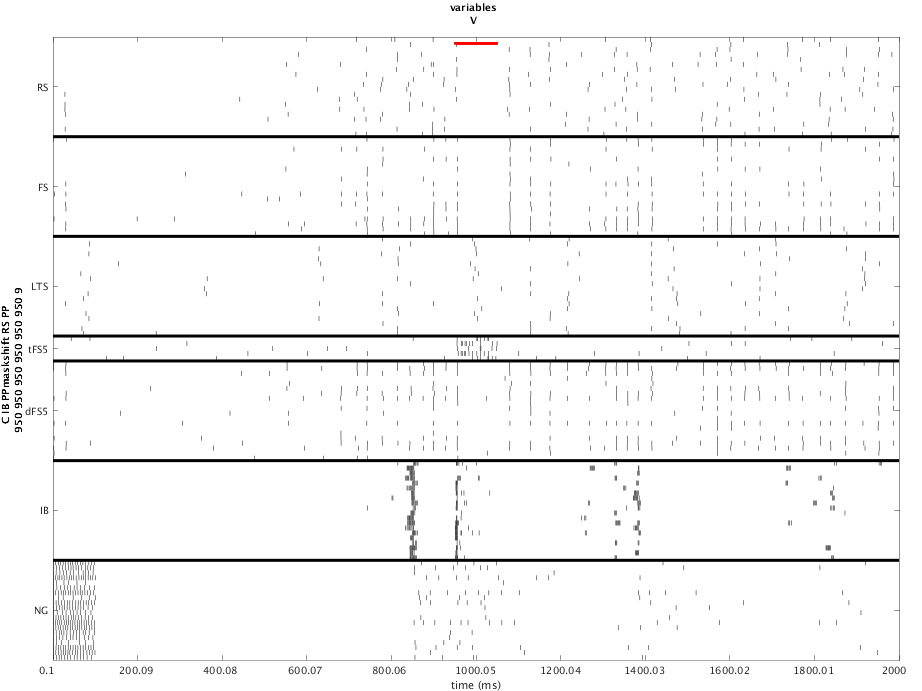 variables
V
RS
FS
LTS
tFS5
dFS5
IB
NG
C IB PPmaskshift RS PP
950 950 950 950 950 950 9
0.1 200.09 400.08 600.07 800.06 1000.05 1200.04 1400.03 1600.02 1800.01 2000
time (ms)